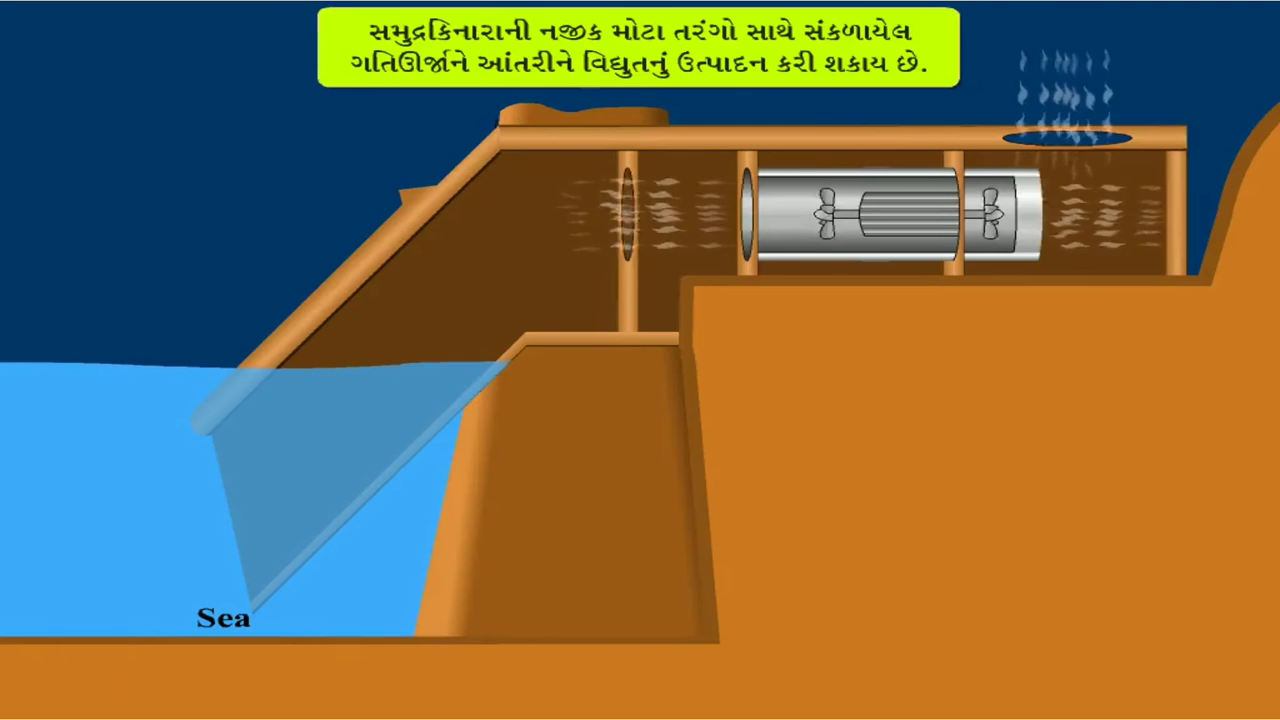 સમુદ્રકિનારાની નજીક મોટા તરંગો સાથે સંકળાયેલ
ગતિઊર્જાને આંતરીને વિદ્યુતનું ઉત્પાદન કરી શકાય છે.
Sea